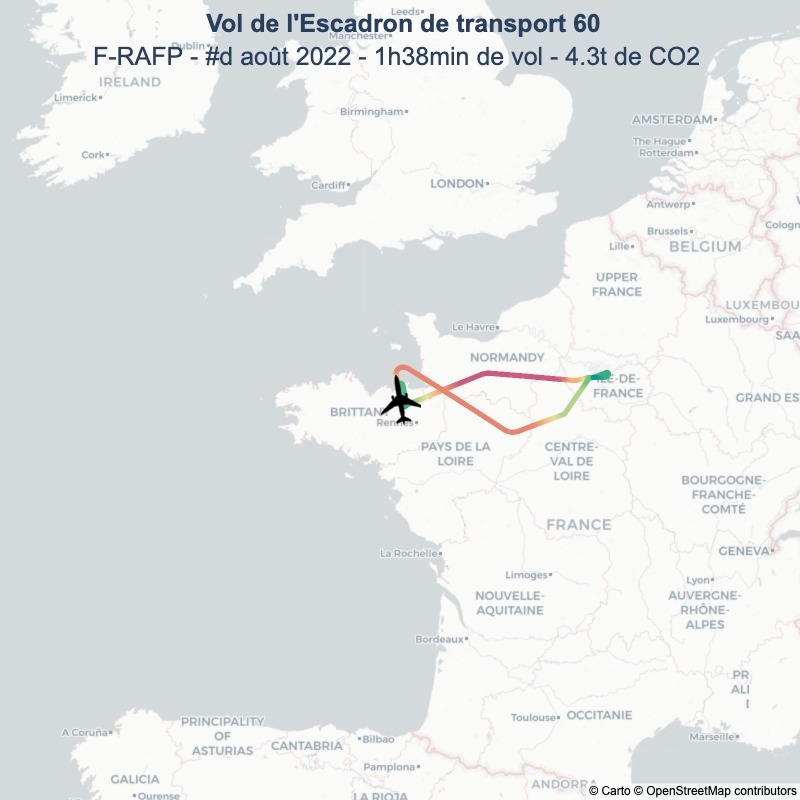 Vol de l'Escadron de transport 60
F-RAFP - #d août 2022 - 1h38min de vol - 4.3t de CO2
Leeds
Manchester
Dublin
IRELAND
Limerick
Birmingham
AMSTERDAM
The Hague
Rotterdam
Cork
Cardiff
LONDON
Antwerp
Cologn
Brussels
Lille
BELGIUM
UPPER
FRANCE
LUXEMBOU
Luxembourg
SAA
Le Havre
NORMANDY
ÎLE-DE-
FRANCE
GRAND ES
BRITTAN
Rennes
PAYS DE LA
LOIRE
CENTRE-
VAL DE
LOIRE
BOURGOGNE-
FRANCHE-
COMTÉ
FRANCE
La Rochelle
GENEVA
Limoges
Lyon
NOUVELLE-
AQUITAINE
AUVERGNE-
RHÔNE-
ALPES
Bordeaux
PR
ALI
Toulouse
OCCITANIE
A Coruña
PRINCIPALITY
OF
ASTURIAS
CANTABRIA
Bilbao
Marseille
Pamplona
GALICIA
Ourense
LA RIOJA
ANDORRA
© Carto © OpenStreetMap contributors